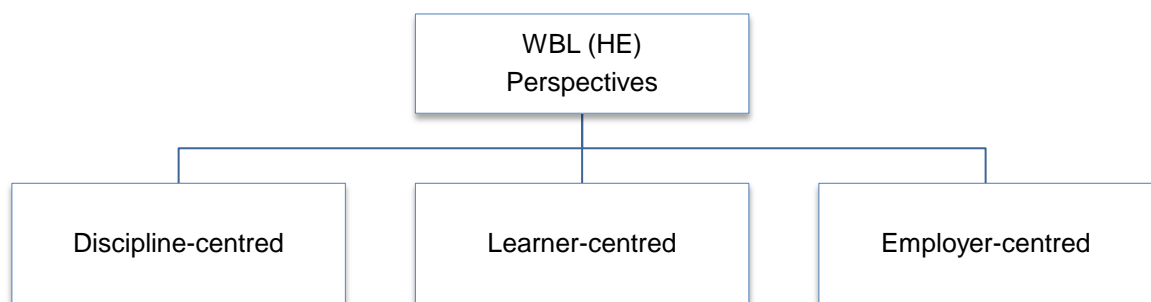 WBL (HE)
Perspectives
Discipline-centred
Learner-centred
Employer-centred